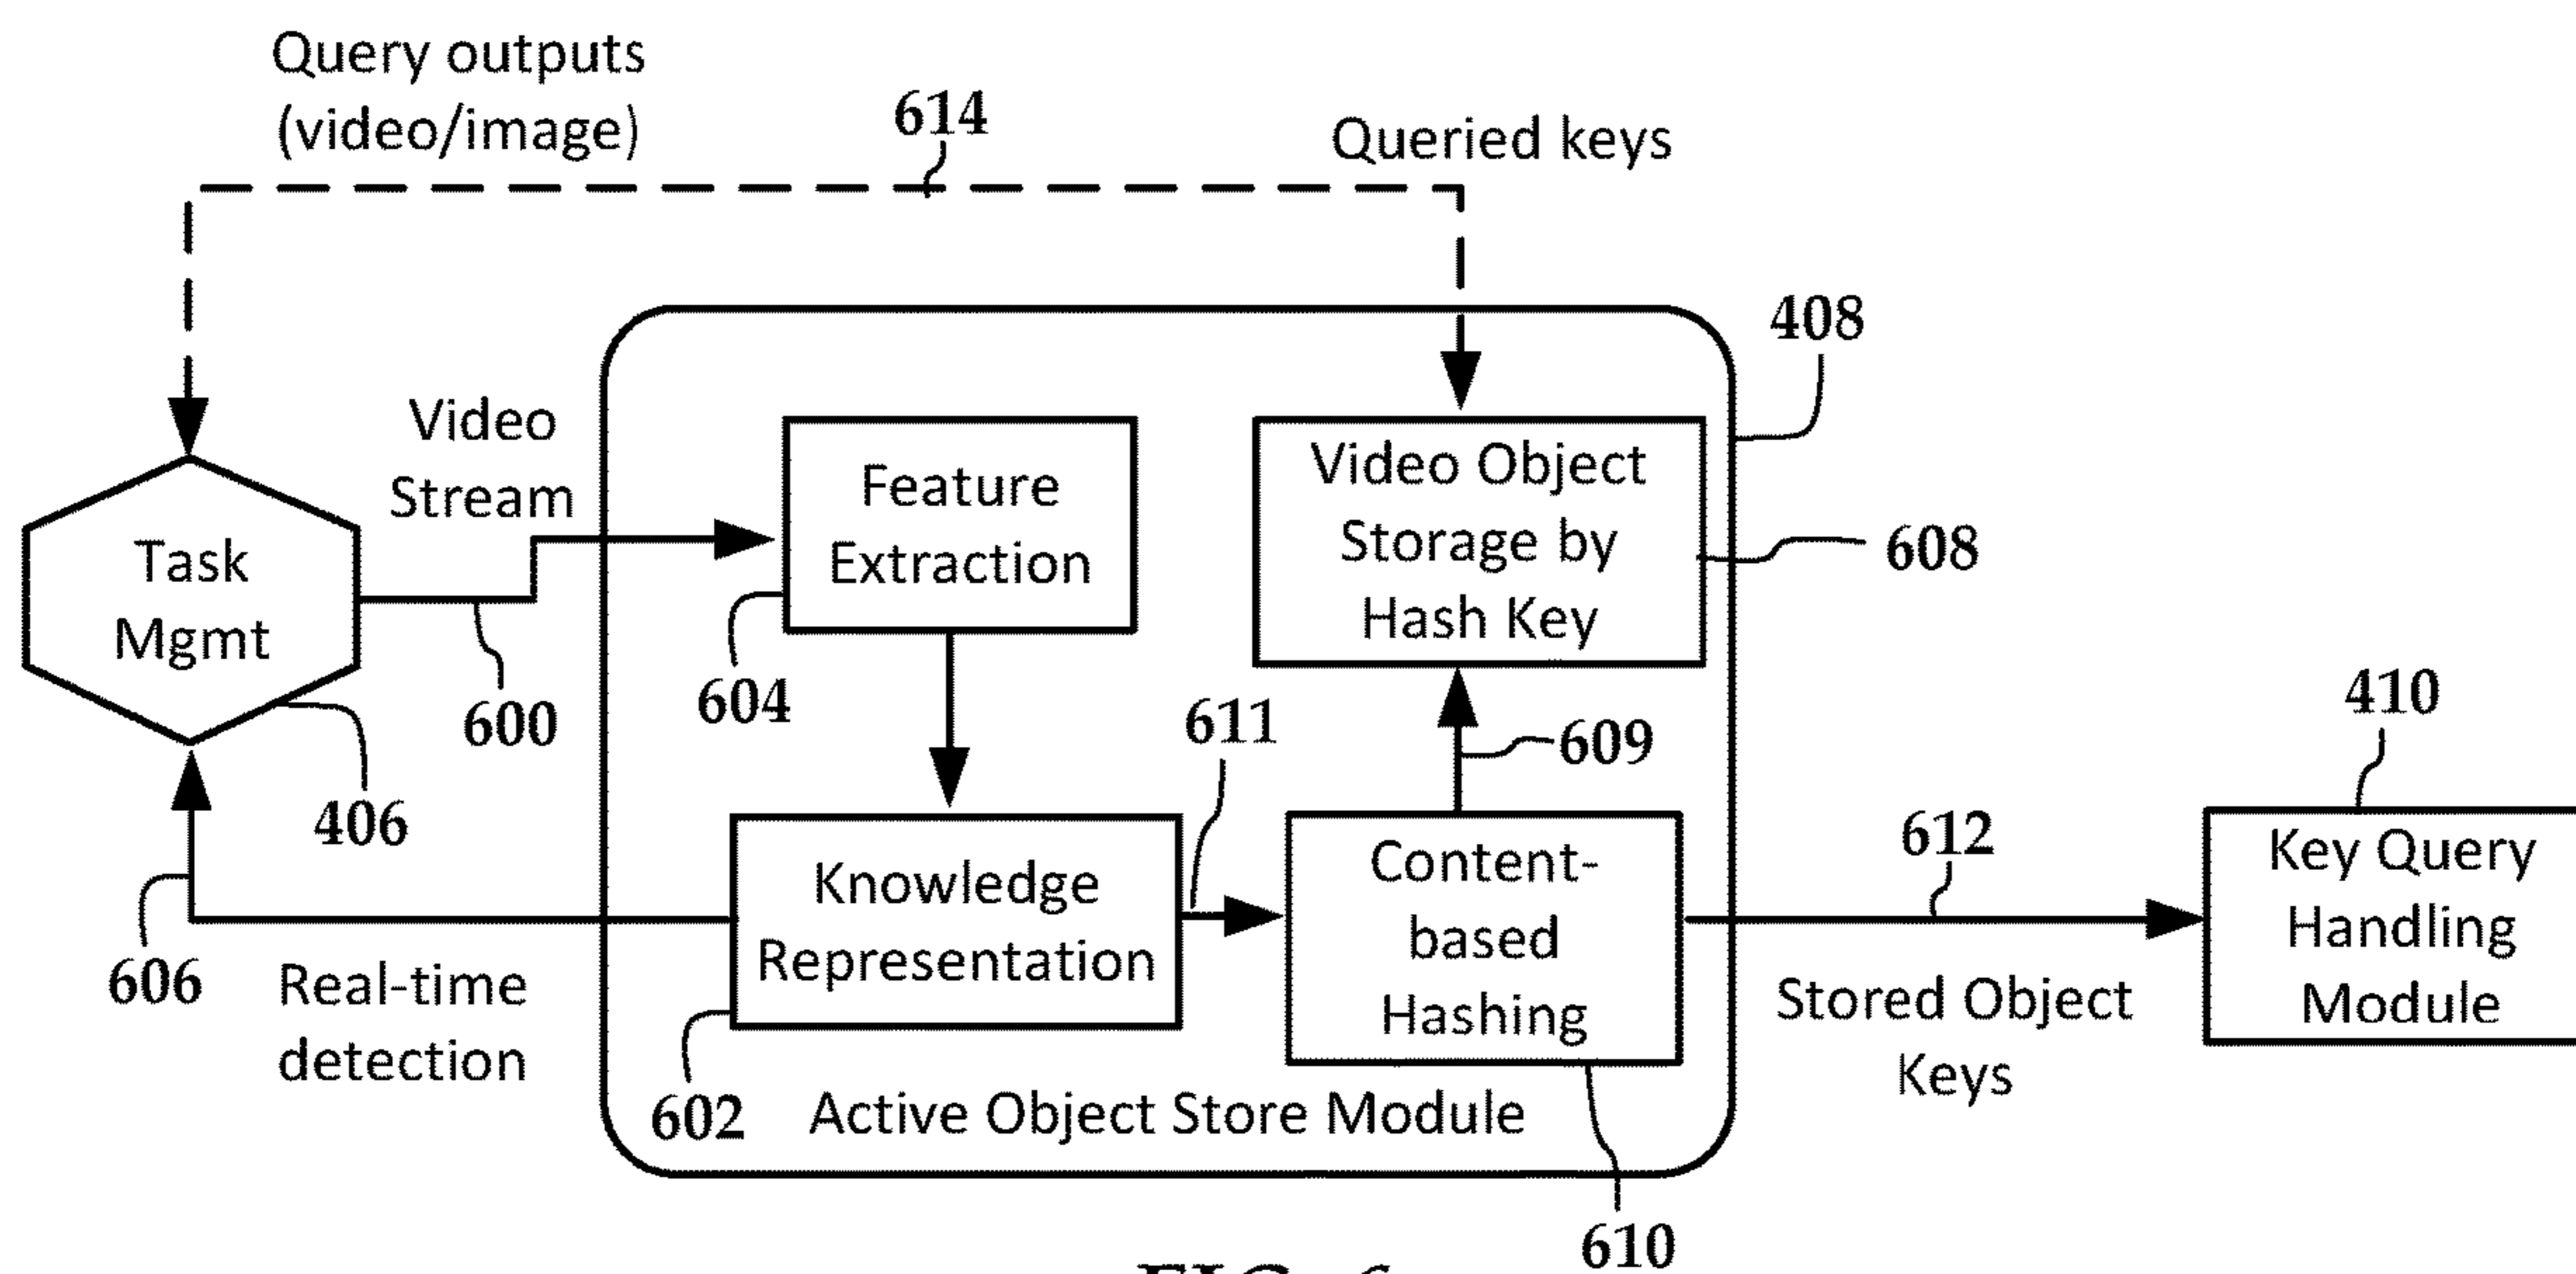 Query outputs
(video/image)
614
Queried keys
408
Video
Stream
Feature
Extraction
Video Object
Storage by
Hash Key
608
Task
Mgmt
600
604
611
609
410
406
Knowledge
Representation
Content-
based
Hashing
612
Key Query
Handling
Module
606
Real-time
detection
Stored Object
Keys
602
Active Object Store Module
610